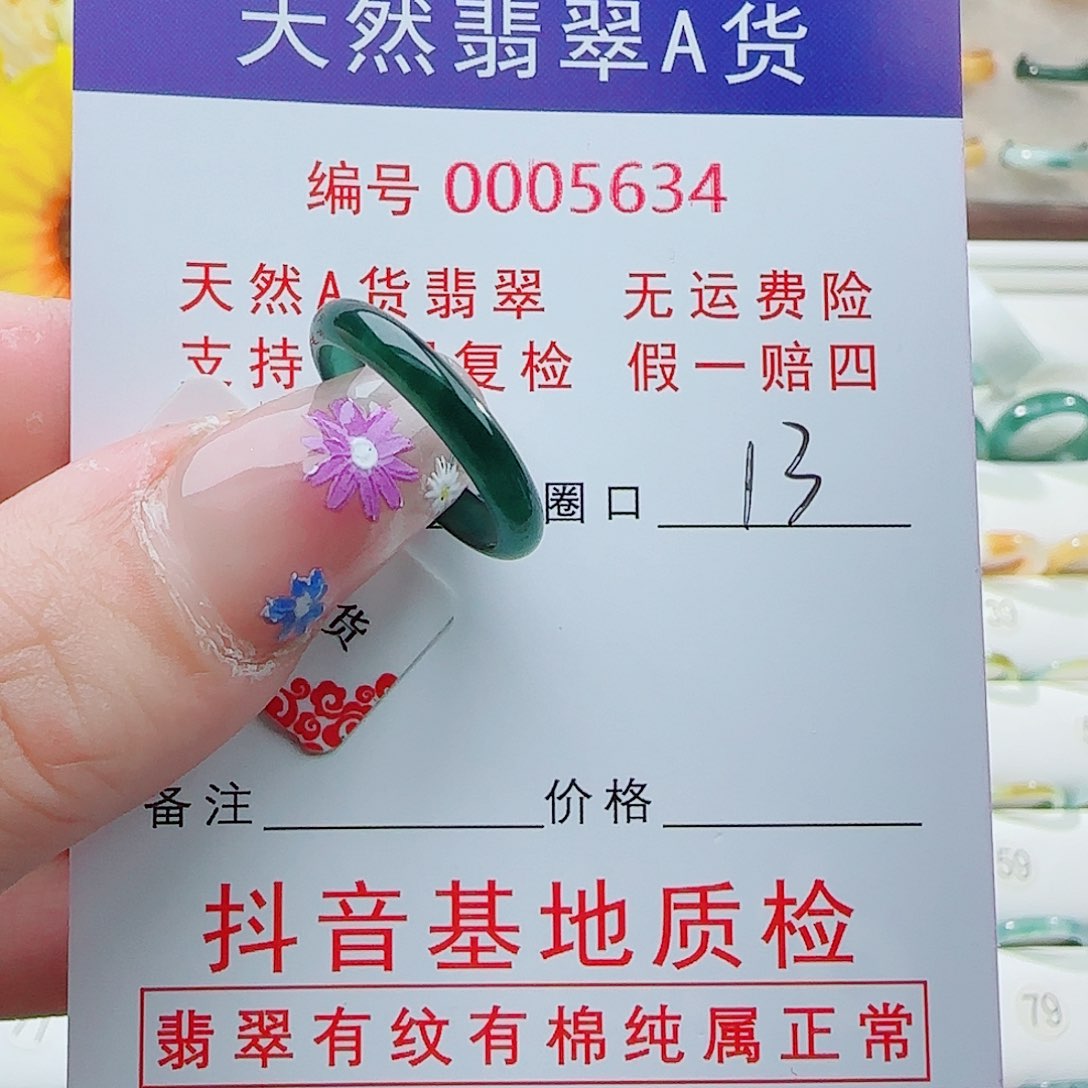 天然翡翠A货
编号 0005634
天然A货翡翠 无运费险
支持 复检 假一赔四
圈口 13
货
备注 价格
抖音基地质检
翡翠有纹有棉纯属正常
59
79